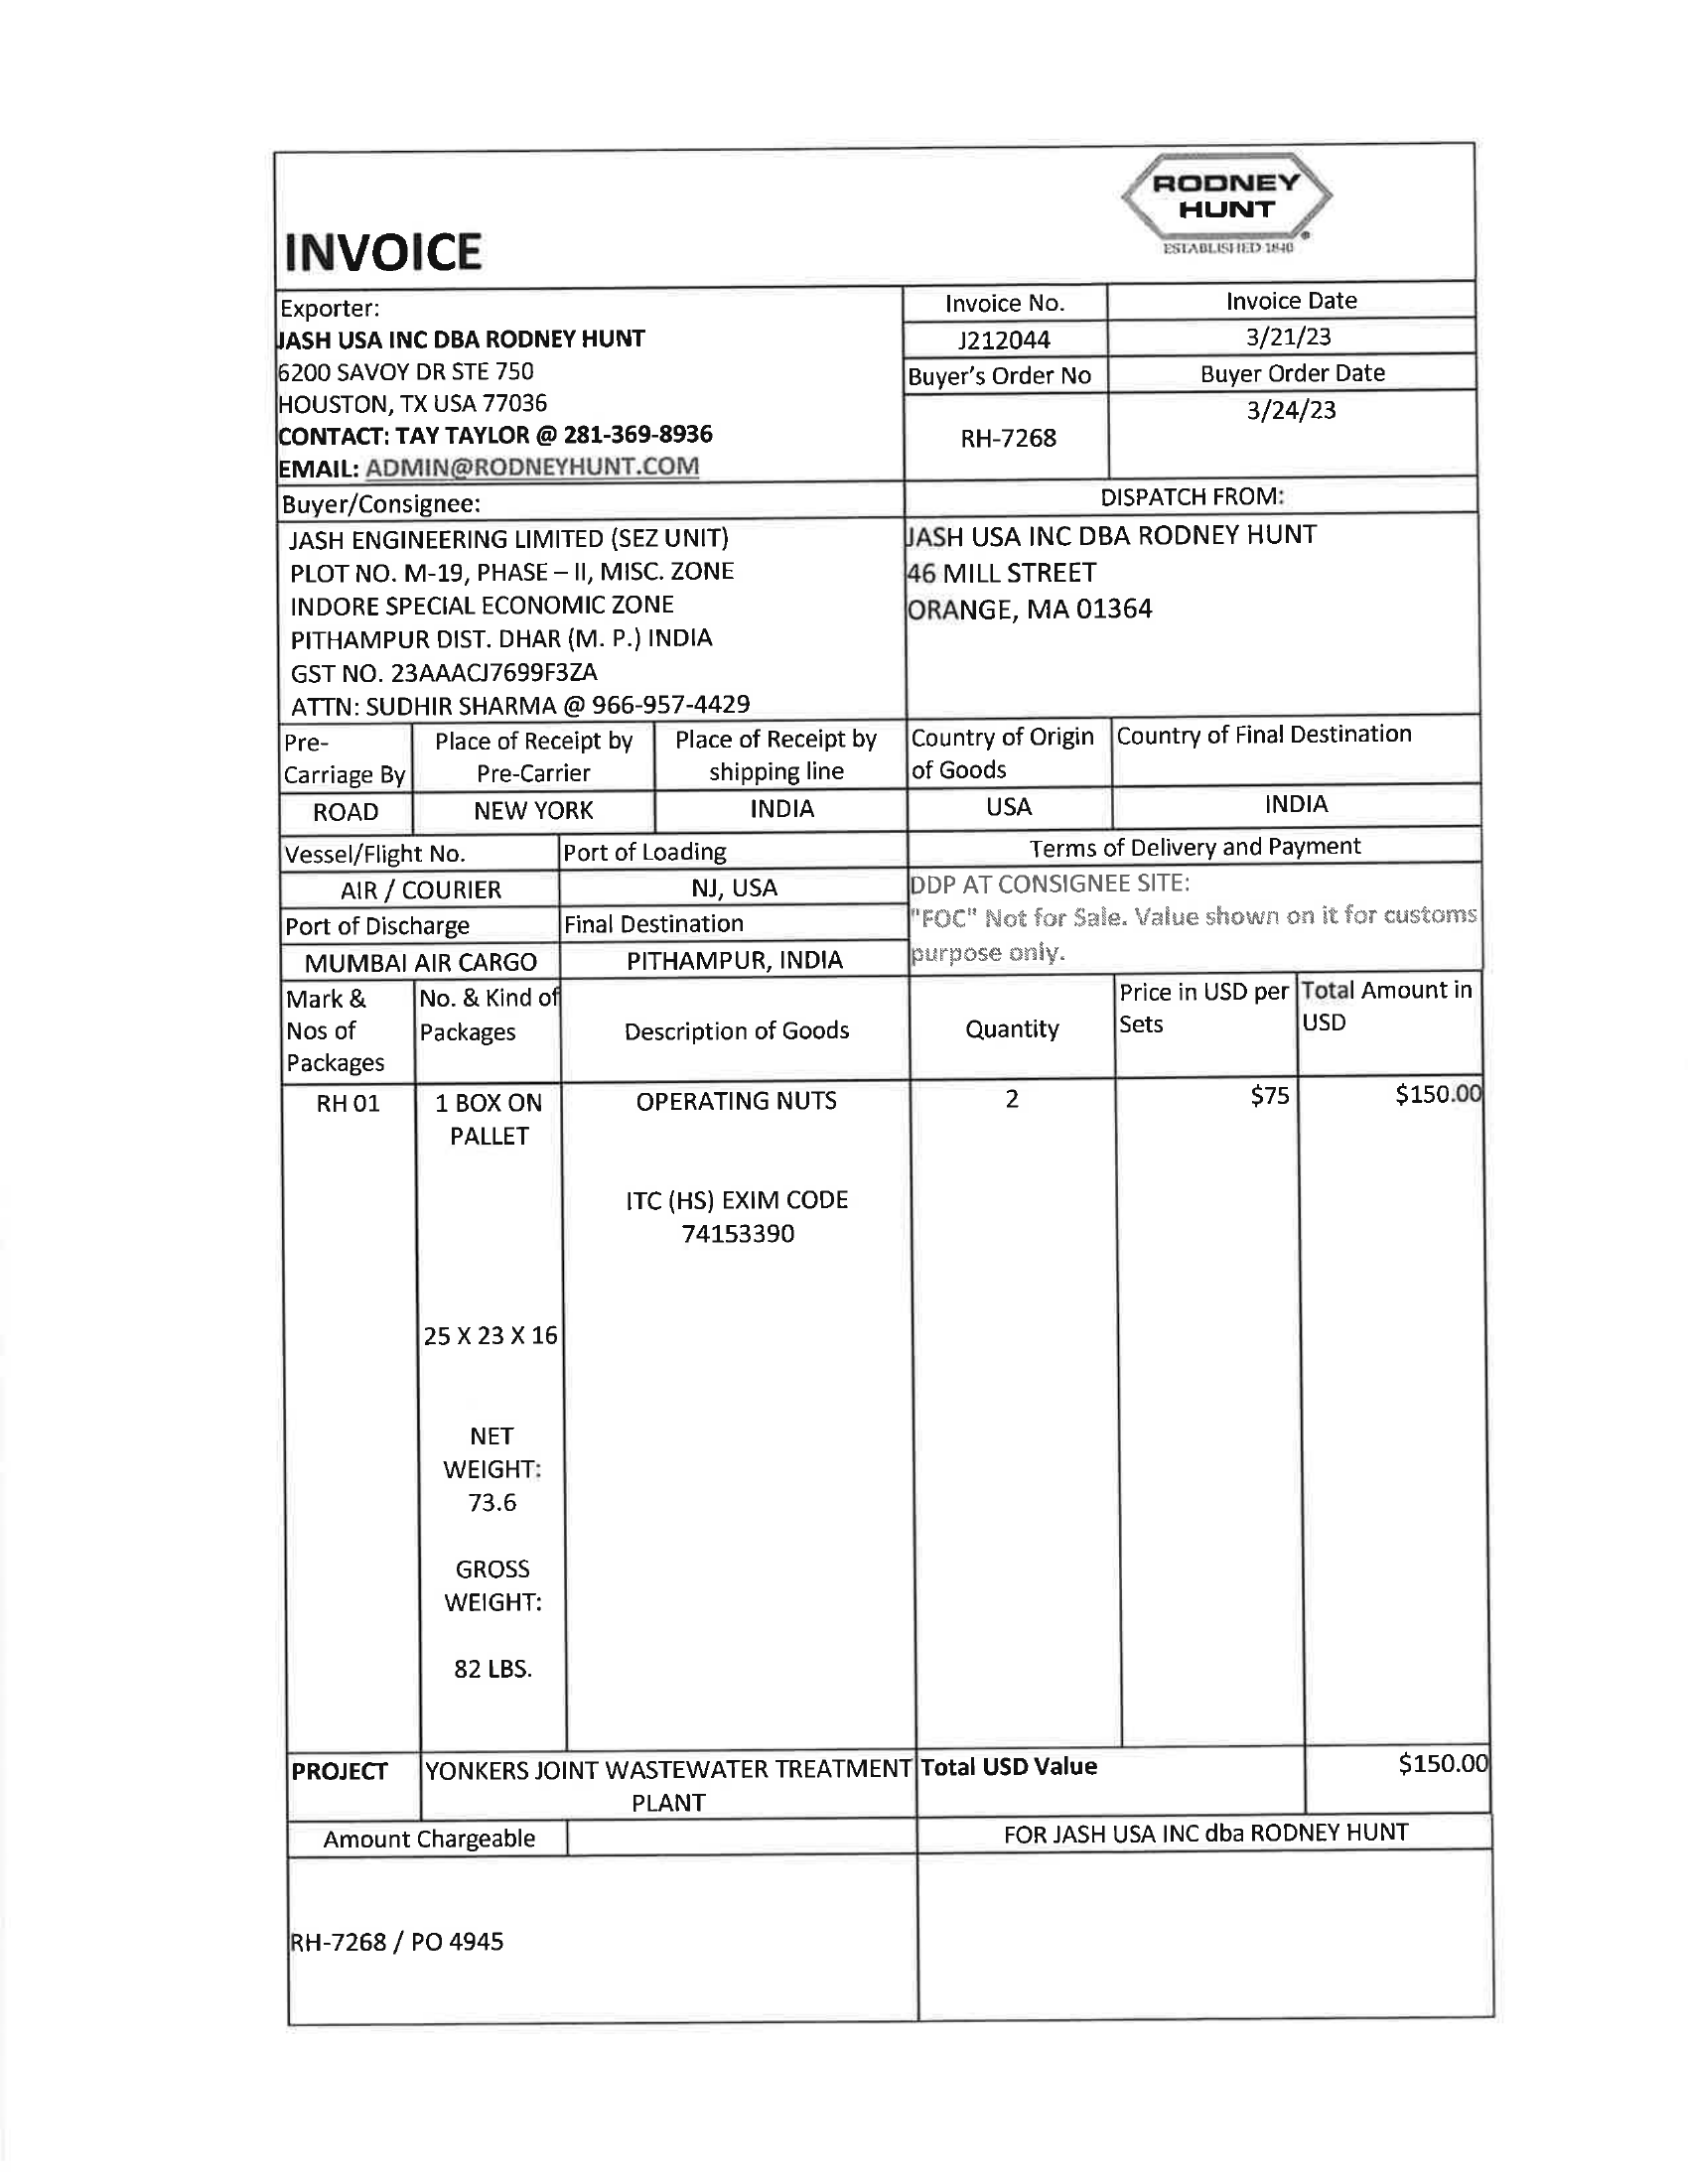 RODNEY
HUNT
ESTABLISHED 1840
INVOICE
Exporter:
JASH USA INC DBA RODNEY HUNT
6200 SAVOY DR STE 750
HOUSTON, TX USA 77036
CONTACT: TAY TAYLOR @ 281-369-8936
EMAIL: ADMIN@RODNEYHUNT.COM
Invoice No.
Invoice Date
J212044
3/21/23
Buyer's Order No
Buyer Order Date
RH-7268
3/24/23
Buyer/Consignee:
JASH ENGINEERING LIMITED (SEZ UNIT)
PLOT NO. M-19, PHASE – II, MISC. ZONE
INDORE SPECIAL ECONOMIC ZONE
PITHAMPUR DIST. DHAR (M. P.) INDIA
GST NO. 23AAACJ7699F3ZA
ATTN: SUDHIR SHARMA @ 966-957-4429
DISPATCH FROM:
JASH USA INC DBA RODNEY HUNT
46 MILL STREET
ORANGE, MA 01364
Pre-
Carriage By
Place of Receipt by
Pre-Carrier
Place of Receipt by
shipping line
Country of Origin
of Goods
Country of Final Destination
ROAD
NEW YORK
INDIA
USA
INDIA
Vessel/Flight No.
Port of Loading
Terms of Delivery and Payment
AIR / COURIER
NJ, USA
DDP AT CONSIGNEE SITE:
"FOC" Not for Sale. Value shown on it for customs
purpose only.
Port of Discharge
Final Destination
MUMBAI AIR CARGO
PITHAMPUR, INDIA
Mark &
Nos of
Packages
No. & Kind of
Packages
Description of Goods
Quantity
Price in USD per
Sets
Total Amount in
USD
RH 01
1 BOX ON
PALLET
OPERATING NUTS
2
$75
$150.00
ITC (HS) EXIM CODE
74153390
25 X 23 X 16
NET
WEIGHT:
73.6
GROSS
WEIGHT:
82 LBS.
PROJECT
YONKERS JOINT WASTEWATER TREATMENT
PLANT
Total USD Value
$150.00
Amount Chargeable
FOR JASH USA INC dba RODNEY HUNT
RH-7268 / PO 4945